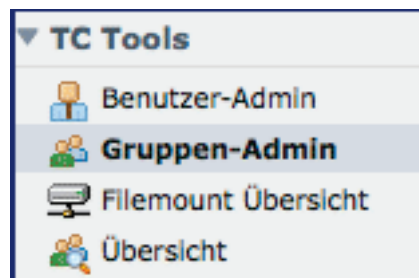 TC Tools
Benutzer-Admin
Gruppen-Admin
Filemount Übersicht
Übersicht